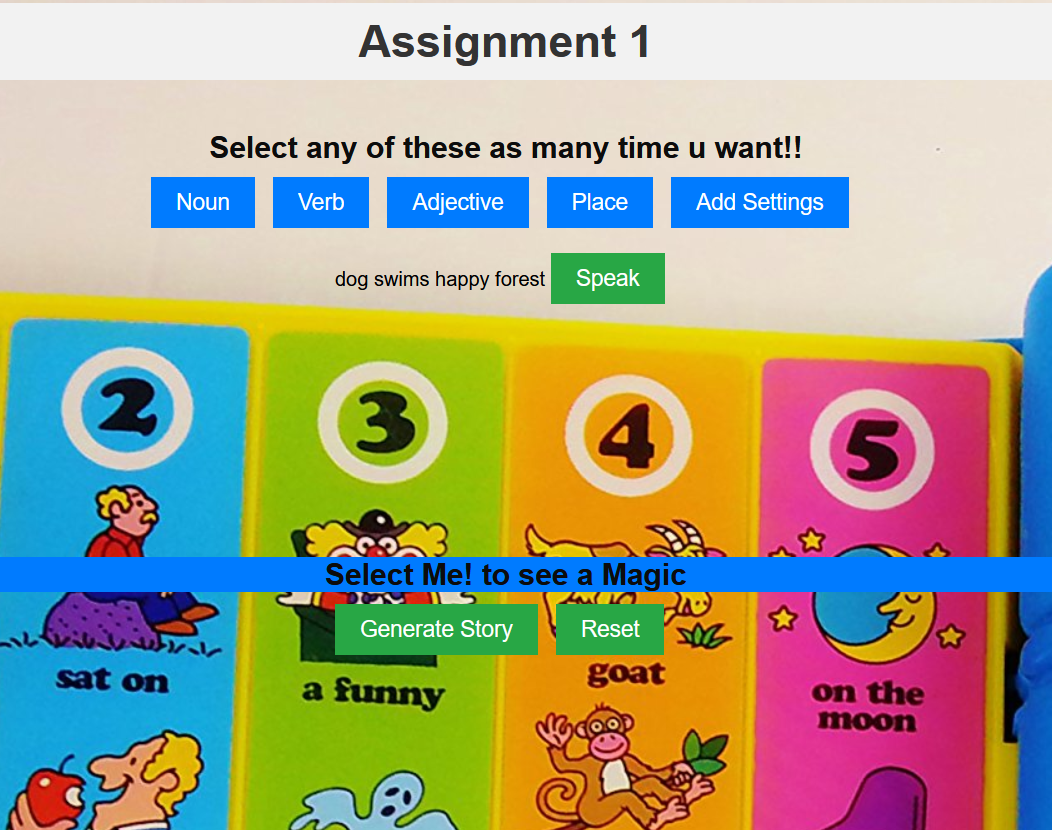 Assignment 1
Select any of these as many time u want!!
Noun Verb Adjective Place Add Settings
dog swims happy forest Speak
2 3 4 5
Select Me! to see a Magic
Generate Story Reset
sat on
a funny
goat
on the
moon